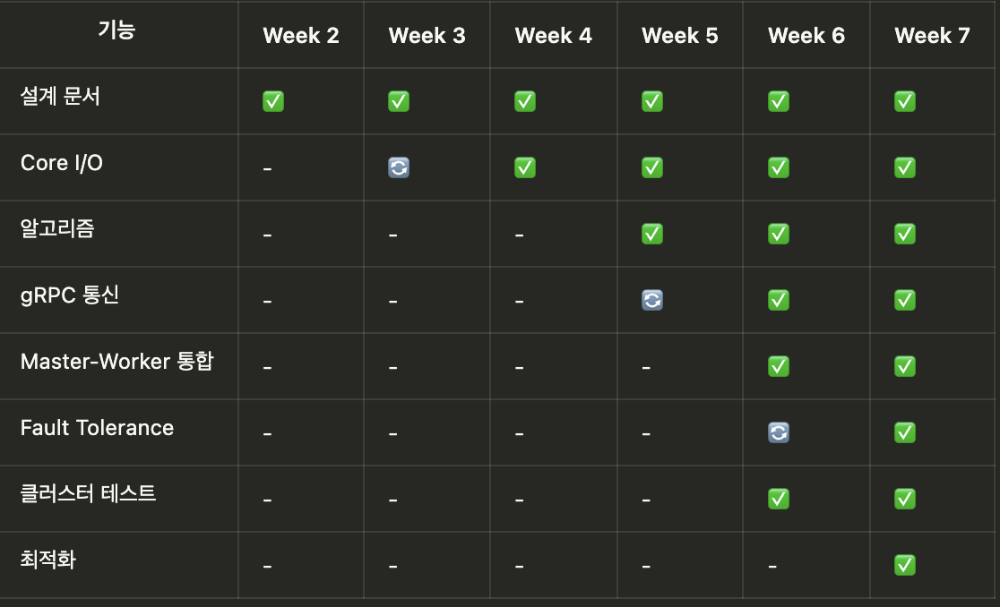 기능 Week 2 Week 3 Week 4 Week 5 Week 6 Week 7
설계 문서 ✅ ✅ ✅ ✅ ✅ ✅
Core I/O - 🔄 ✅ ✅ ✅ ✅
알고리즘 - - - ✅ ✅ ✅
gRPC 통신 - - - 🔄 ✅ ✅
Master-Worker 통합 - - - - ✅ ✅
Fault Tolerance - - - - 🔄 ✅
클러스터 테스트 - - - - ✅ ✅
최적화 - - - - - ✅